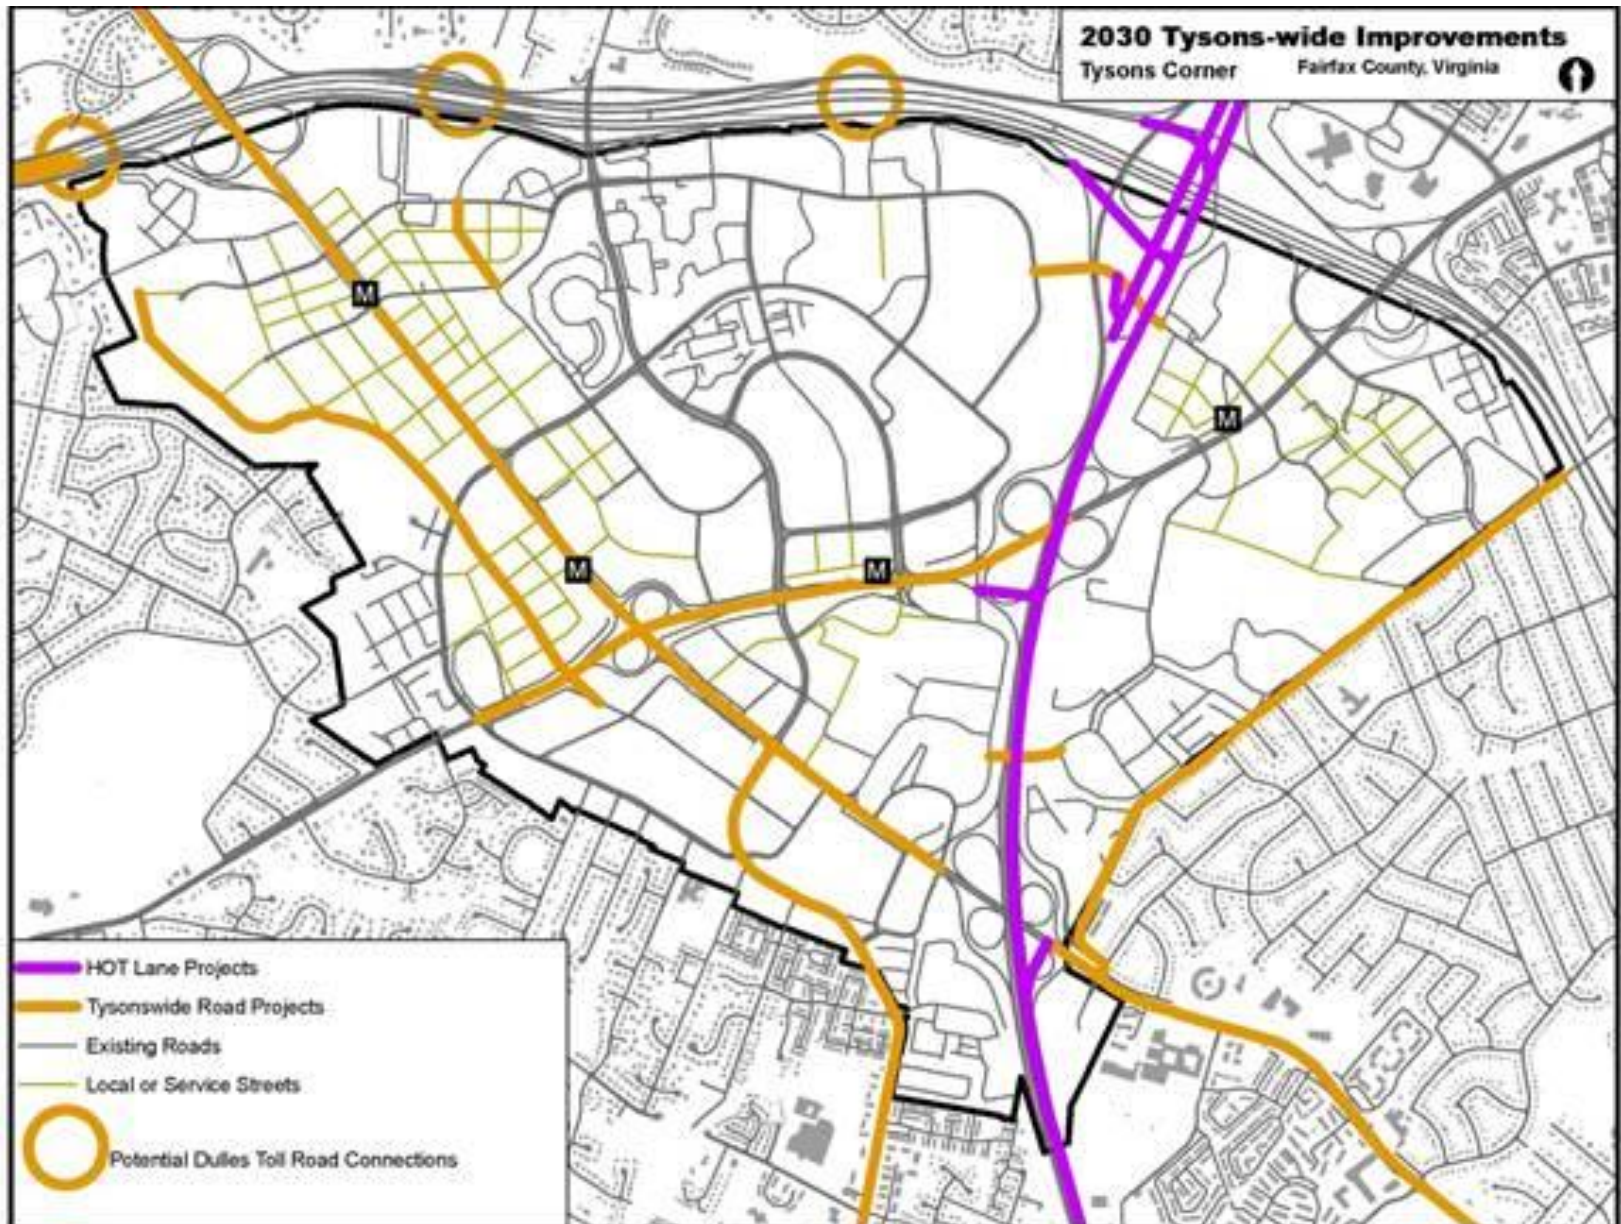 2030 Tysons-wide Improvements
Tysons Corner Fairfax County, Virginia
M
M
M
M
HOT Lane Projects
Tysonswide Road Projects
Existing Roads
Local or Service Streets
Potential Dulles Toll Road Connections